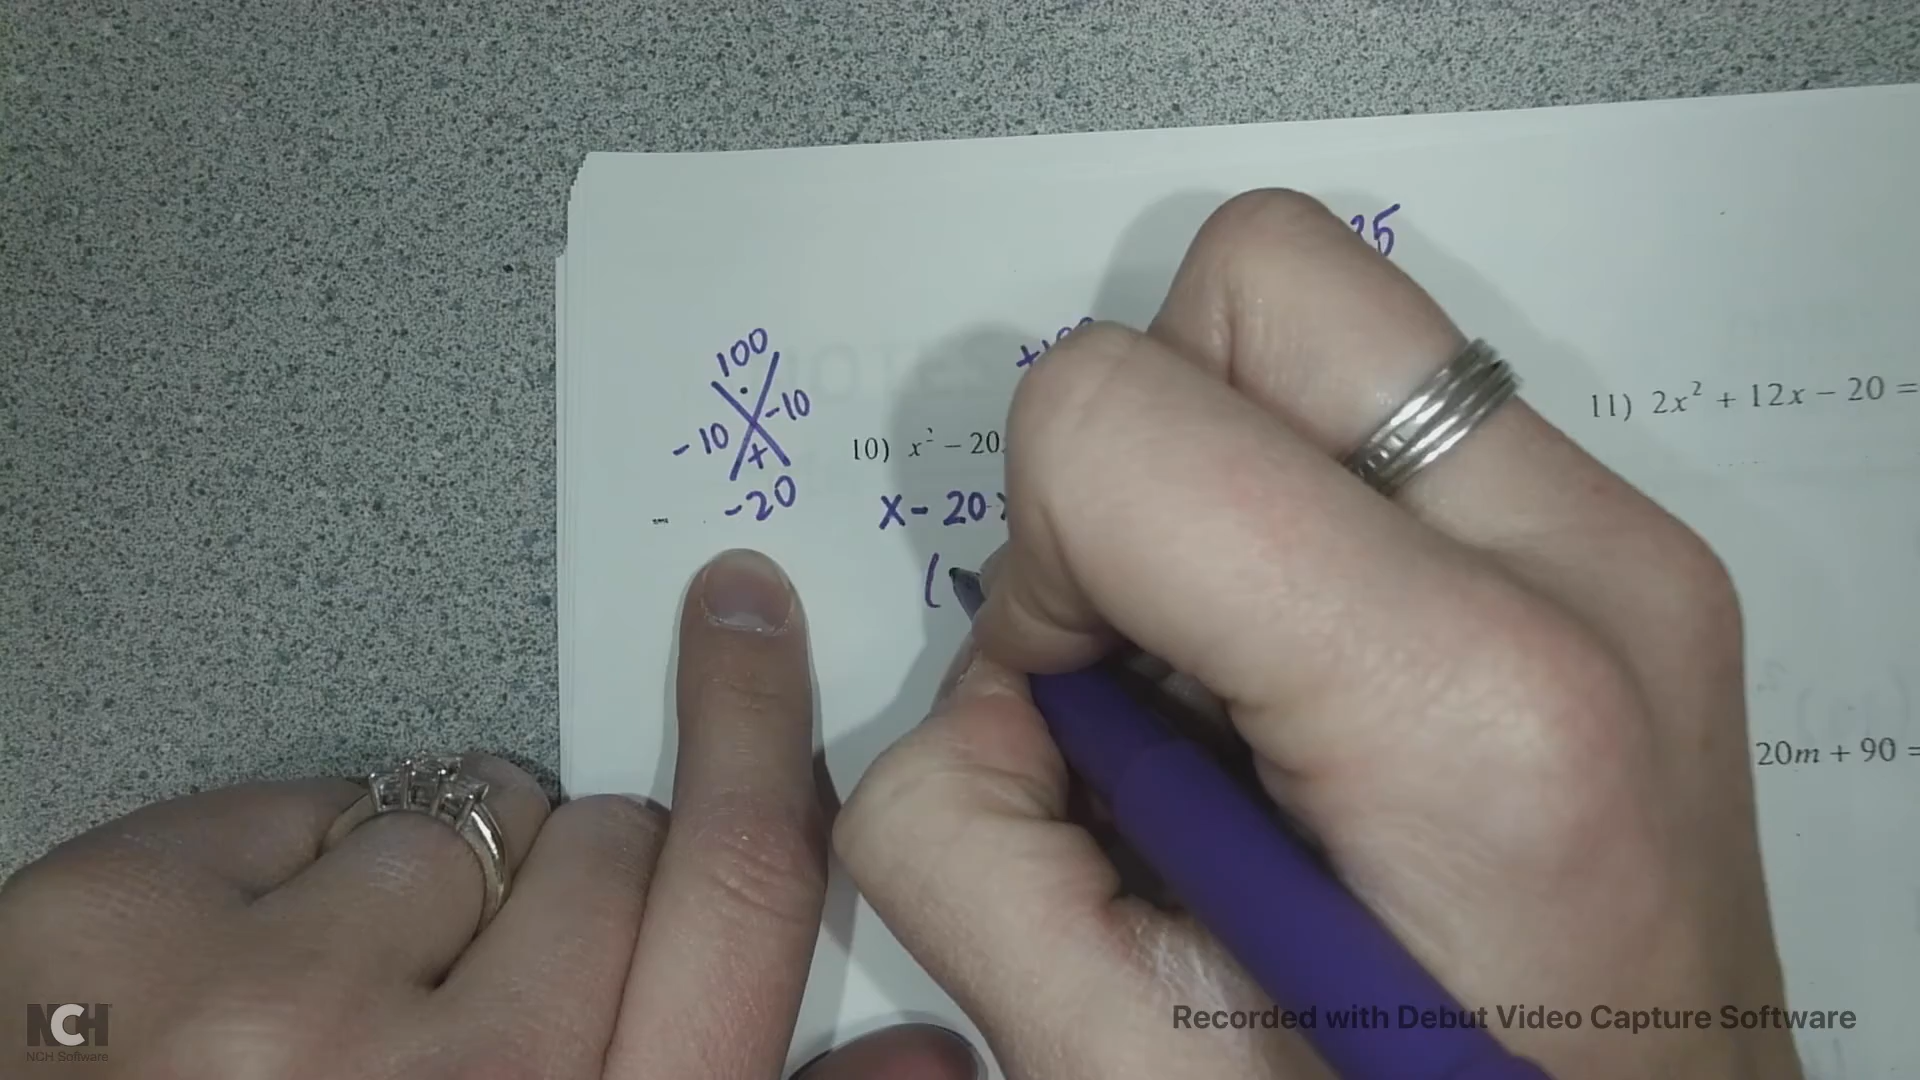 35
100
-10 -10
+
-20
10) x² − 20
x - 20
(
11) 2x² + 12x − 20 =
20m + 90 =
NCH
NCH Software
Recorded with Debut Video Capture Software